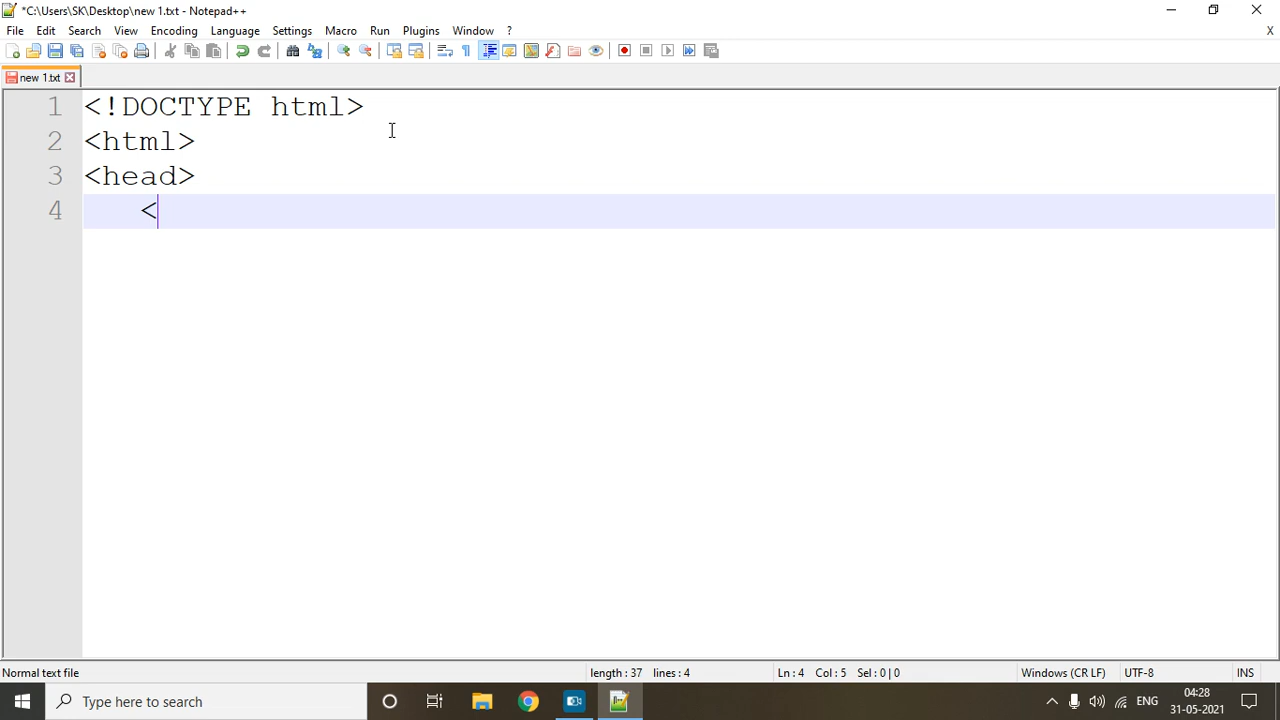 *C:\Users\SK\Desktop\new 1.txt - Notepad++
File Edit Search View Encoding Language Settings Macro Run Plugins Window ? X
new 1.txt
1 <!DOCTYPE html>
2 <html>
3 <head>
4 <
Normal text file length : 37 lines : 4 Ln : 4 Col : 5 Sel : 0 | 0 Windows (CR LF) UTF-8 INS
Type here to search ENG 04:28
31-05-2021